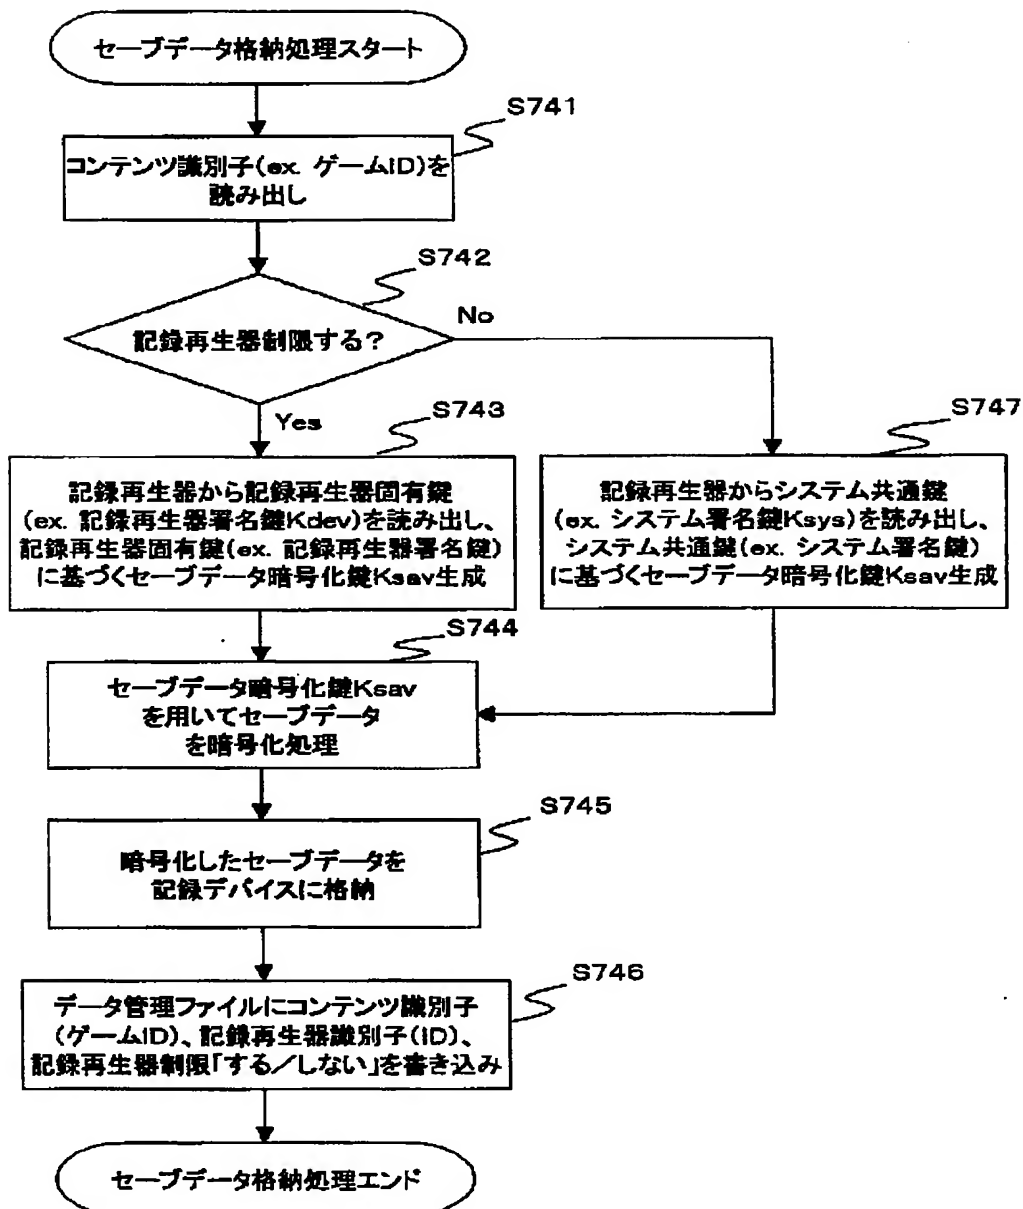 セーブデータ格納処理スタート
S741
コンテンツ識別子(ex. ゲームID)を
読み出し
S742
記録再生器制限する?
No
Yes
S743
記録再生器から記録再生器固有鍵
(ex. 記録再生器署名鍵Kdev)を読み出し、
記録再生器固有鍵(ex. 記録再生器署名鍵)
に基づくセーブデータ暗号化鍵Ksav生成
S747
記録再生器からシステム共通鍵
(ex. システム署名鍵Ksys)を読み出し、
システム共通鍵(ex. システム署名鍵)
に基づくセーブデータ暗号化鍵Ksav生成
S744
セーブデータ暗号化鍵Ksav
を用いてセーブデータ
を暗号化処理
S745
暗号化したセーブデータを
記録デバイスに格納
S746
データ管理ファイルにコンテンツ識別子
(ゲームID)、記録再生器識別子(ID)、
記録再生器制限「する/しない」を書き込み
セーブデータ格納処理エンド